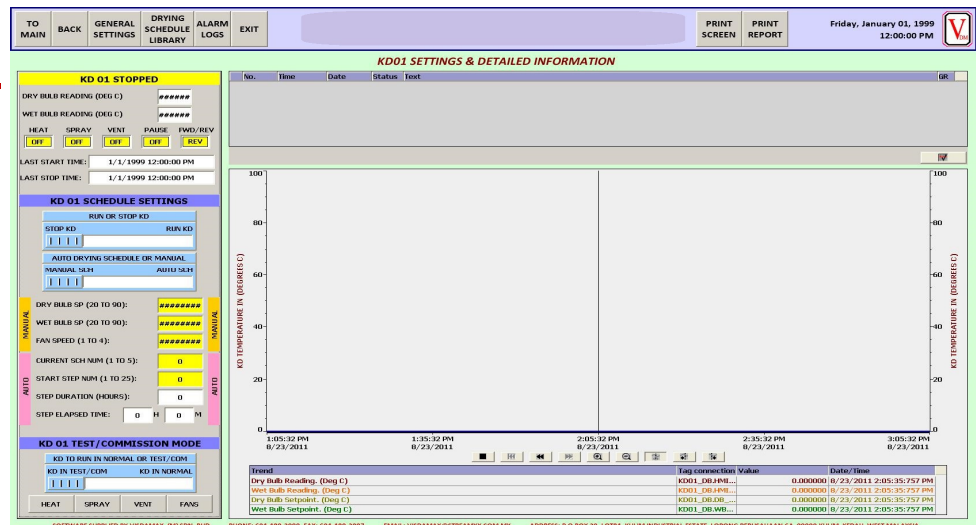 TO MAIN BACK GENERAL SETTINGS DRYING SCHEDULE LIBRARY ALARM LOGS EXIT PRINT SCREEN PRINT REPORT Friday, January 01, 1999
12:00:00 PM
KD01 SETTINGS & DETAILED INFORMATION
KD 01 STOPPED
DRY BULB READING (DEG C) ######
WET BULB READING (DEG C) ######
HEAT SPRAY VENT PAUSE FWD/REV
OFF OFF OFF OFF REV
LAST START TIME: 1/1/1999 12:00:00 PM
LAST STOP TIME: 1/1/1999 12:00:00 PM
KD 01 SCHEDULE SETTINGS
RUN OR STOP KD
STOP KD RUN KD
AUTO DRYING SCHEDULE OR MANUAL
MANUAL SCH AUTO SCH
MANUAL
DRY BULB SP (20 TO 90): ########
WET BULB SP (20 TO 90): ########
FAN SPEED (1 TO 4): ########
MANUAL
AUTO
CURRENT SCH NUM (1 TO 5): 0
START STEP NUM (1 TO 25): 0
STEP DURATION (HOURS): 0
STEP ELAPSED TIME: 0 H 0 M
AUTO
KD 01 TEST/COMMISSION MODE
KD TO RUN IN NORMAL OR TEST/COM
KD IN TEST/COM KD IN NORMAL
HEAT SPRAY VENT FANS
No. Time Date Status Text GR
100 100
80 80
60 60
40 40
20 20
0 0
KD TEMPERATURE IN (DEGREES C)
KD TEMPERATURE IN (DEGREES C)
1:05:32 PM 1:35:32 PM 2:05:32 PM 2:35:32 PM 3:05:32 PM
8/23/2011 8/23/2011 8/23/2011 8/23/2011 8/23/2011
Trend Tag connection Value Date/Time
Dry Bulb Reading. (Deg C) KD01_DB.HMI... 0.000000 8/23/2011 2:05:35:757 PM
Wet Bulb Reading. (Deg C) KD01_DB.HMI... 0.000000 8/23/2011 2:05:35:757 PM
Dry Bulb Setpoint. (Deg C) KD01_DB.DB_... 0.000000 8/23/2011 2:05:35:757 PM
Wet Bulb Setpoint. (Deg C) KD01_DB.WB... 0.000000 8/23/2011 2:05:35:757 PM